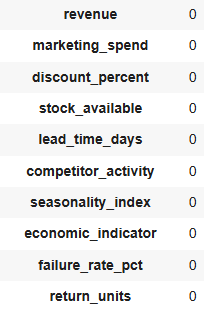 revenue 0
marketing_spend 0
discount_percent 0
stock_available 0
lead_time_days 0
competitor_activity 0
seasonality_index 0
economic_indicator 0
failure_rate_pct 0
return_units 0